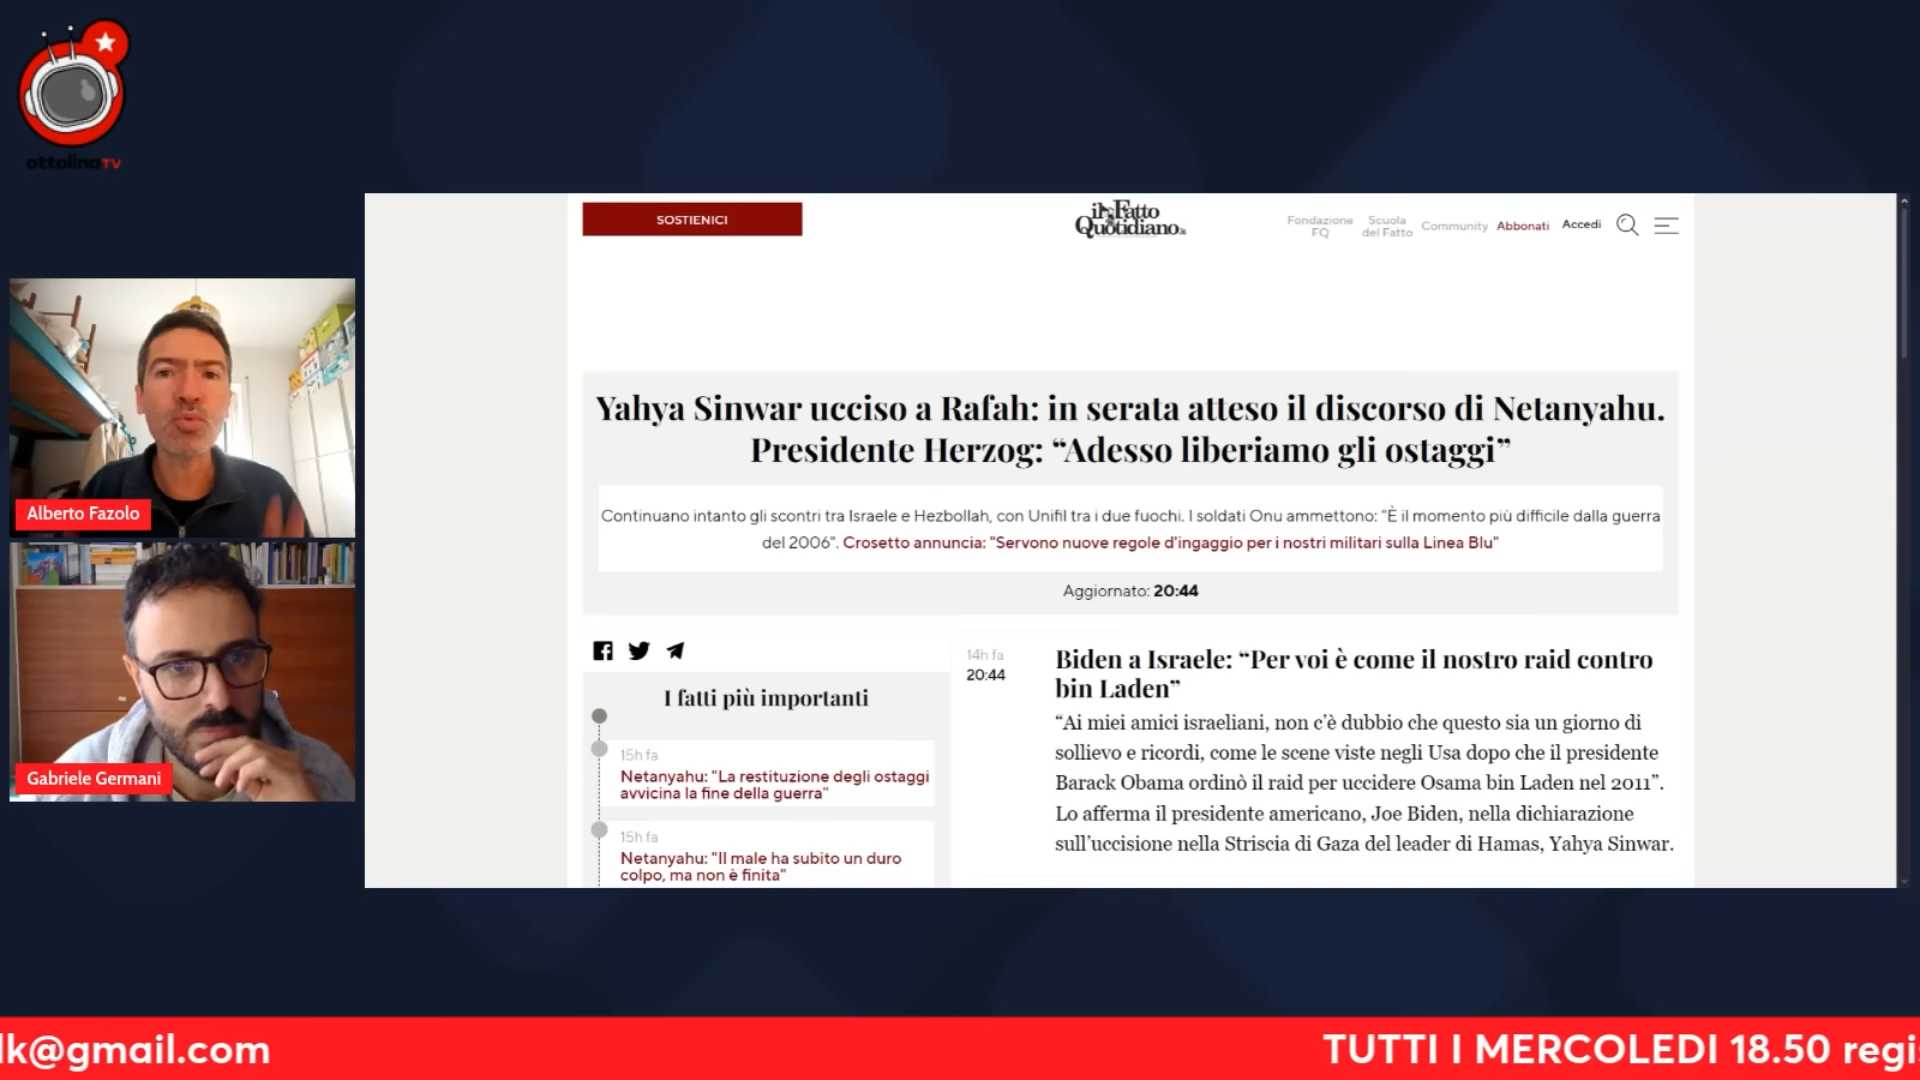 ottolinaTV
SOSTIENICI
il Fatto
Quotidiano.it
Fondazione
FQ
Scuola
del Fatto
Community
Abbonati
Accedi
Yahya Sinwar ucciso a Rafah: in serata atteso il discorso di Netanyahu.
Presidente Herzog: “Adesso liberiamo gli ostaggi”
Continuano intanto gli scontri tra Israele e Hezbollah, con Unifil tra i due fuochi. I soldati Onu ammettono: "È il momento più difficile dalla guerra
del 2006". Crosetto annuncia: "Servono nuove regole d'ingaggio per i nostri militari sulla Linea Blu"
Aggiornato: 20:44
I fatti più importanti
15h fa
Netanyahu: "La restituzione degli ostaggi
avvicina la fine della guerra"
15h fa
Netanyahu: "Il male ha subito un duro
colpo, ma non è finita"
14h fa
20:44
Biden a Israele: “Per voi è come il nostro raid contro
bin Laden”
“Ai miei amici israeliani, non c’è dubbio che questo sia un giorno di
sollievo e ricordi, come le scene viste negli Usa dopo che il presidente
Barack Obama ordinò il raid per uccidere Osama bin Laden nel 2011”.
Lo afferma il presidente americano, Joe Biden, nella dichiarazione
sull’uccisione nella Striscia di Gaza del leader di Hamas, Yahya Sinwar.
Alberto Fazolo
Gabriele Germani
lk@gmail.com
TUTTI I MERCOLEDI 18.50 regi